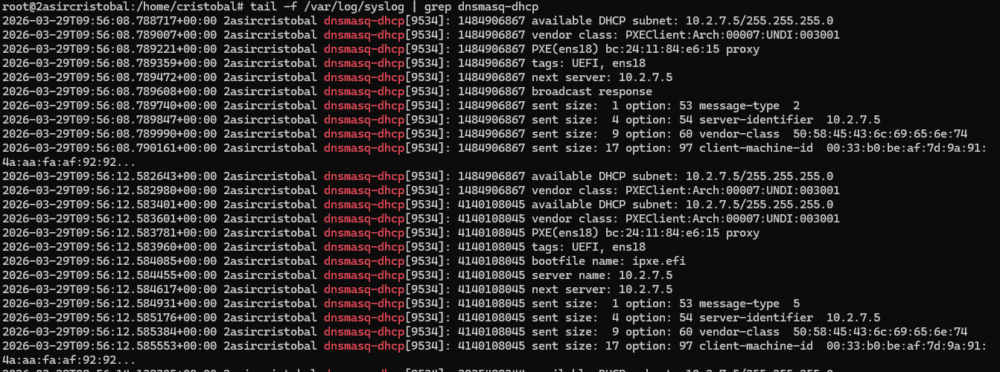 root@2asircristobal:/home/cristobal# tail -f /var/log/syslog | grep dnsmasq-dhcp
2026-03-29T09:56:08.788717+00:00 2asircristobal dnsmasq-dhcp[9534]: 1484906867 available DHCP subnet: 10.2.7.5/255.255.255.0
2026-03-29T09:56:08.789007+00:00 2asircristobal dnsmasq-dhcp[9534]: 1484906867 vendor class: PXEClient:Arch:00007:UNDI:003001
2026-03-29T09:56:08.789221+00:00 2asircristobal dnsmasq-dhcp[9534]: 1484906867 PXE(ens18) bc:24:11:84:e6:15 proxy
2026-03-29T09:56:08.789359+00:00 2asircristobal dnsmasq-dhcp[9534]: 1484906867 tags: UEFI, ens18
2026-03-29T09:56:08.789472+00:00 2asircristobal dnsmasq-dhcp[9534]: 1484906867 next server: 10.2.7.5
2026-03-29T09:56:08.789608+00:00 2asircristobal dnsmasq-dhcp[9534]: 1484906867 broadcast response
2026-03-29T09:56:08.789740+00:00 2asircristobal dnsmasq-dhcp[9534]: 1484906867 sent size:  1 option: 53 message-type  2
2026-03-29T09:56:08.789847+00:00 2asircristobal dnsmasq-dhcp[9534]: 1484906867 sent size:  4 option: 54 server-identifier  10.2.7.5
2026-03-29T09:56:08.789990+00:00 2asircristobal dnsmasq-dhcp[9534]: 1484906867 sent size:  9 option: 60 vendor-class  50:58:45:43:6c:69:65:6e:74
2026-03-29T09:56:08.790161+00:00 2asircristobal dnsmasq-dhcp[9534]: 1484906867 sent size: 17 option: 97 client-machine-id  00:33:b0:be:af:7d:9a:91:
4a:aa:fa:af:92:92...
2026-03-29T09:56:12.582643+00:00 2asircristobal dnsmasq-dhcp[9534]: 1484906867 available DHCP subnet: 10.2.7.5/255.255.255.0
2026-03-29T09:56:12.582980+00:00 2asircristobal dnsmasq-dhcp[9534]: 1484906867 vendor class: PXEClient:Arch:00007:UNDI:003001
2026-03-29T09:56:12.583401+00:00 2asircristobal dnsmasq-dhcp[9534]: 4140108045 available DHCP subnet: 10.2.7.5/255.255.255.0
2026-03-29T09:56:12.583601+00:00 2asircristobal dnsmasq-dhcp[9534]: 4140108045 vendor class: PXEClient:Arch:00007:UNDI:003001
2026-03-29T09:56:12.583781+00:00 2asircristobal dnsmasq-dhcp[9534]: 4140108045 PXE(ens18) bc:24:11:84:e6:15 proxy
2026-03-29T09:56:12.583960+00:00 2asircristobal dnsmasq-dhcp[9534]: 4140108045 tags: UEFI, ens18
2026-03-29T09:56:12.584085+00:00 2asircristobal dnsmasq-dhcp[9534]: 4140108045 bootfile name: ipxe.efi
2026-03-29T09:56:12.584455+00:00 2asircristobal dnsmasq-dhcp[9534]: 4140108045 server name: 10.2.7.5
2026-03-29T09:56:12.584617+00:00 2asircristobal dnsmasq-dhcp[9534]: 4140108045 next server: 10.2.7.5
2026-03-29T09:56:12.584931+00:00 2asircristobal dnsmasq-dhcp[9534]: 4140108045 sent size:  1 option: 53 message-type  5
2026-03-29T09:56:12.585176+00:00 2asircristobal dnsmasq-dhcp[9534]: 4140108045 sent size:  4 option: 54 server-identifier  10.2.7.5
2026-03-29T09:56:12.585384+00:00 2asircristobal dnsmasq-dhcp[9534]: 4140108045 sent size:  9 option: 60 vendor-class  50:58:45:43:6c:69:65:6e:74
2026-03-29T09:56:12.585553+00:00 2asircristobal dnsmasq-dhcp[9534]: 4140108045 sent size: 17 option: 97 client-machine-id  00:33:b0:be:af:7d:9a:91:
4a:aa:fa:af:92:92...